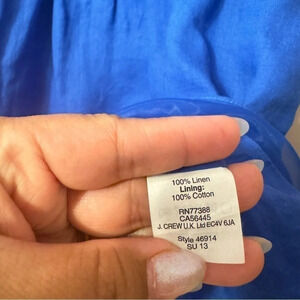 100% Linen
Lining:
100% Cotton
RN77388
CA56445
J. CREW U.K. Ltd EC4V 6JA
Style 46914
SU 13